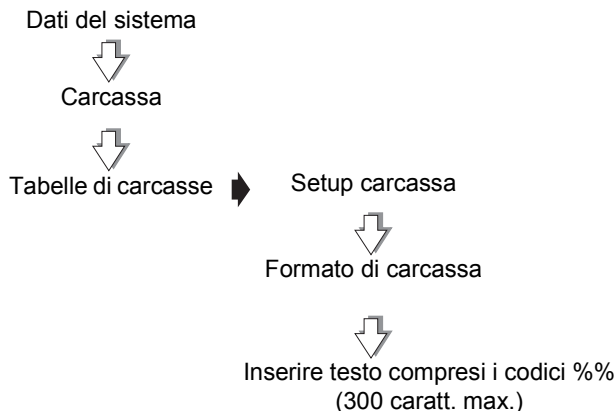 Dati del sistema
Carcassa
Tabelle di carcasse
Setup carcassa
Formato di carcassa
Inserire testo compresi i codici %%
(300 caratt. max.)